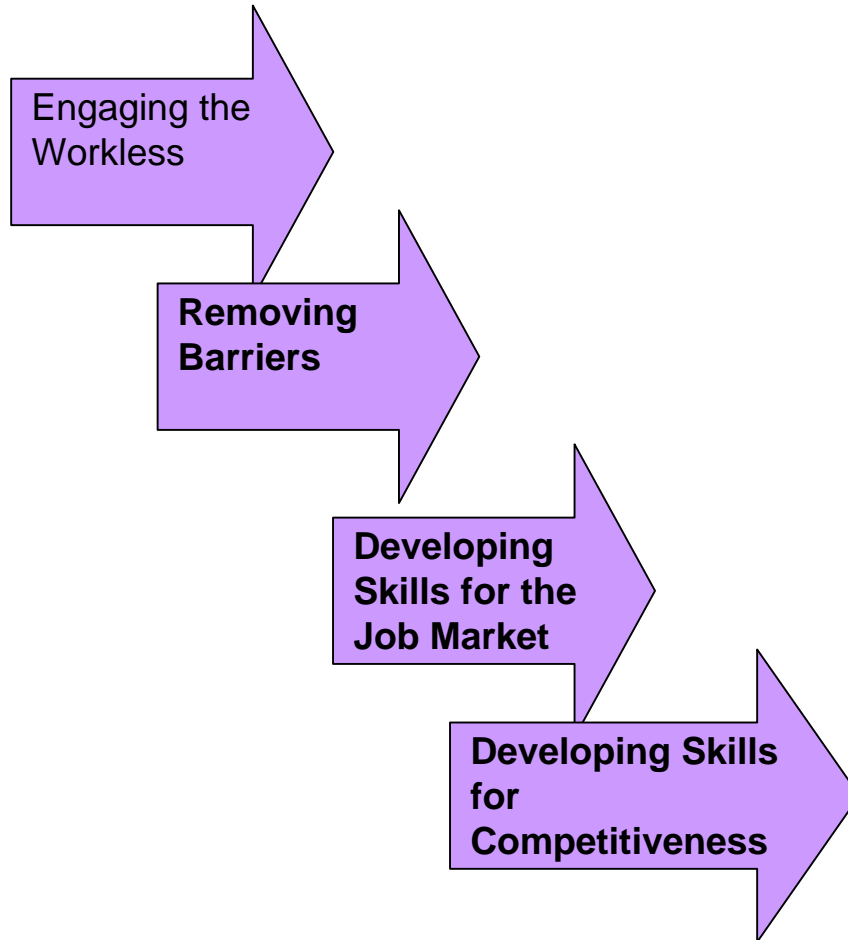 Engaging the
Workless
Removing
Barriers
Developing
Skills for the
Job Market
Developing Skills
for
Competitiveness